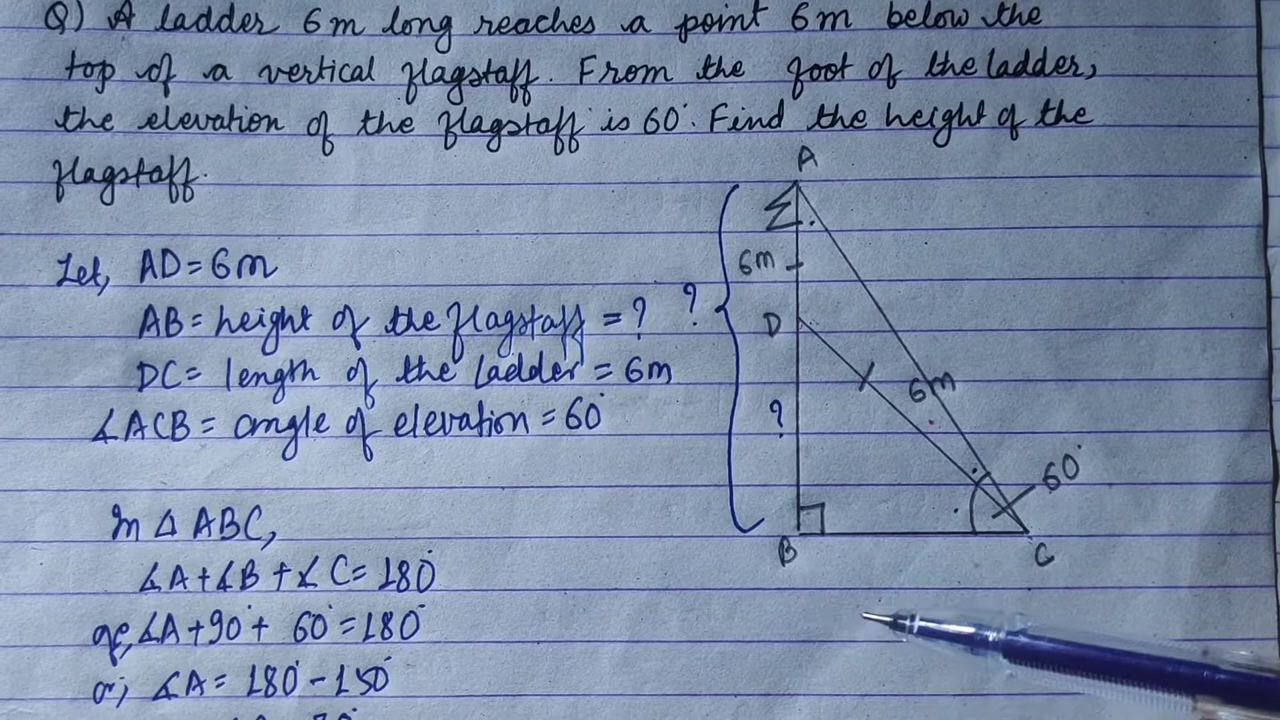 Q) A ladder 6m long reaches a point 6m below the
top of a vertical flagstaff. From the foot of the ladder,
the elevation of the flagstaff is 60°. Find the height of the
flagstaff.
Let, AD = 6m
AB = height of the flagstaff = ?
DC = length of the ladder = 6m
∡ACB = angle of elevation = 60°
In △ ABC,
∡A + ∡B + ∡C = 180°
or, ∡A + 90° + 60° = 180°
or, ∡A = 180° - 150°
A
6m
?
D
6m
?
60°
B
C